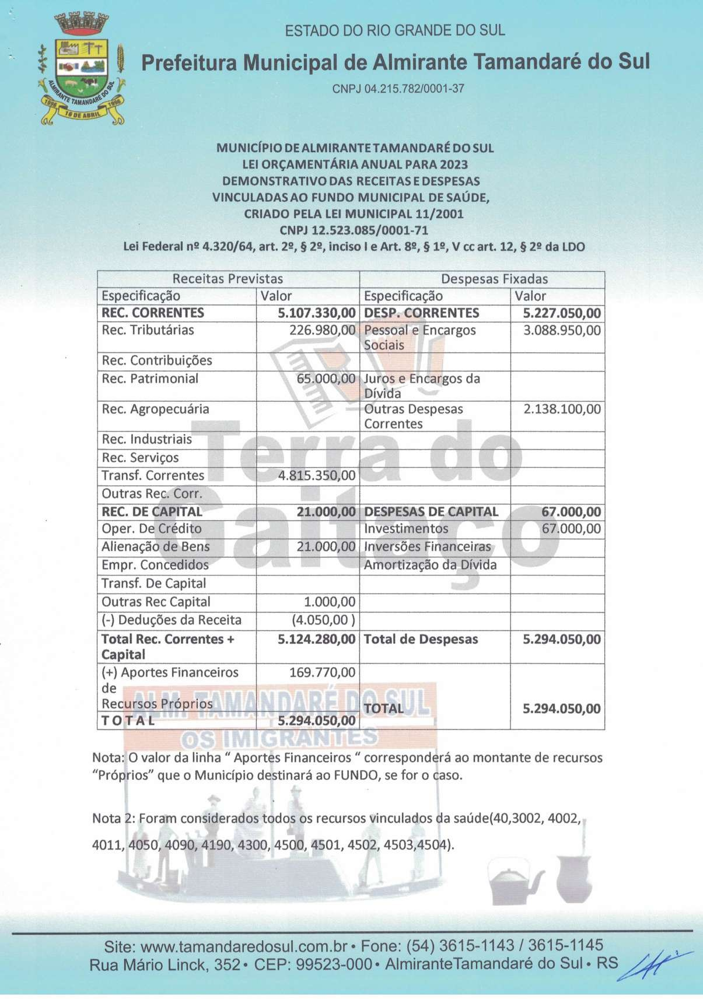 ESTADO DO RIO GRANDE DO SUL
Prefeitura Municipal de Almirante Tamandaré do Sul
CNPJ 04.215.782/0001-37
ALMIRANTE TAMANDARÉ DO SUL
1996 16 DE ABRIL 1996
MUNICÍPIO DE ALMIRANTE TAMANDARÉ DO SUL
LEI ORÇAMENTÁRIA ANUAL PARA 2023
DEMONSTRATIVO DAS RECEITAS E DESPESAS
VINCULADAS AO FUNDO MUNICIPAL DE SAÚDE,
CRIADO PELA LEI MUNICIPAL 11/2001
CNPJ 12.523.085/0001-71
Lei Federal nº 4.320/64, art. 2º, § 2º, inciso I e Art. 8º, § 1º, V cc art. 12, § 2º da LDO
Receitas Previstas Despesas Fixadas
Especificação Valor Especificação Valor
REC. CORRENTES 5.107.330,00 DESP. CORRENTES 5.227.050,00
Rec. Tributárias 226.980,00 Pessoal e Encargos 3.088.950,00
Sociais
Rec. Contribuições
Rec. Patrimonial 65.000,00 Juros e Encargos da
Dívida
Rec. Agropecuária Outras Despesas 2.138.100,00
Correntes
Rec. Industriais
Rec. Serviços
Transf. Correntes 4.815.350,00
Outras Rec. Corr.
REC. DE CAPITAL 21.000,00 DESPESAS DE CAPITAL 67.000,00
Oper. De Crédito Investimentos 67.000,00
Alienação de Bens 21.000,00 Inversões Financeiras
Empr. Concedidos Amortização da Dívida
Transf. De Capital
Outras Rec Capital 1.000,00
(-) Deduções da Receita (4.050,00 )
Total Rec. Correntes + 5.124.280,00 Total de Despesas 5.294.050,00
Capital
(+) Aportes Financeiros 169.770,00
de
Recursos Próprios
TOTAL 5.294.050,00
T O T A L 5.294.050,00
Terra do
Gaitaço
ALM. TAMANDARÉ DO SUL
OS IMIGRANTES
Nota: O valor da linha “ Aportes Financeiros “ corresponderá ao montante de recursos
“Próprios” que o Município destinará ao FUNDO, se for o caso.
Nota 2: Foram considerados todos os recursos vinculados da saúde(40,3002, 4002,
4011, 4050, 4090, 4190, 4300, 4500, 4501, 4502, 4503,4504).
Site: www.tamandaredosul.com.br • Fone: (54) 3615-1143 / 3615-1145
Rua Mário Linck, 352 • CEP: 99523-000 • AlmiranteTamandaré do Sul • RS